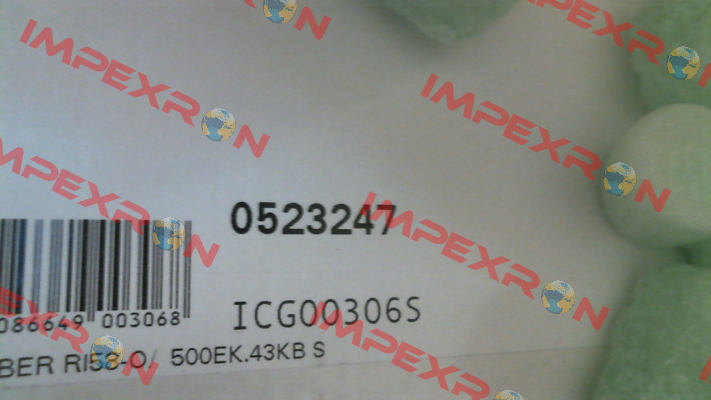 IMPEXRON
IMPEXRON
IMPEXRON
IMPEXRON
0523247
IMPEXRON
086649 003068
ICG00306S
BER RI58-O/ 500EK.43KB S
IMPEXRON
IMPEXRON